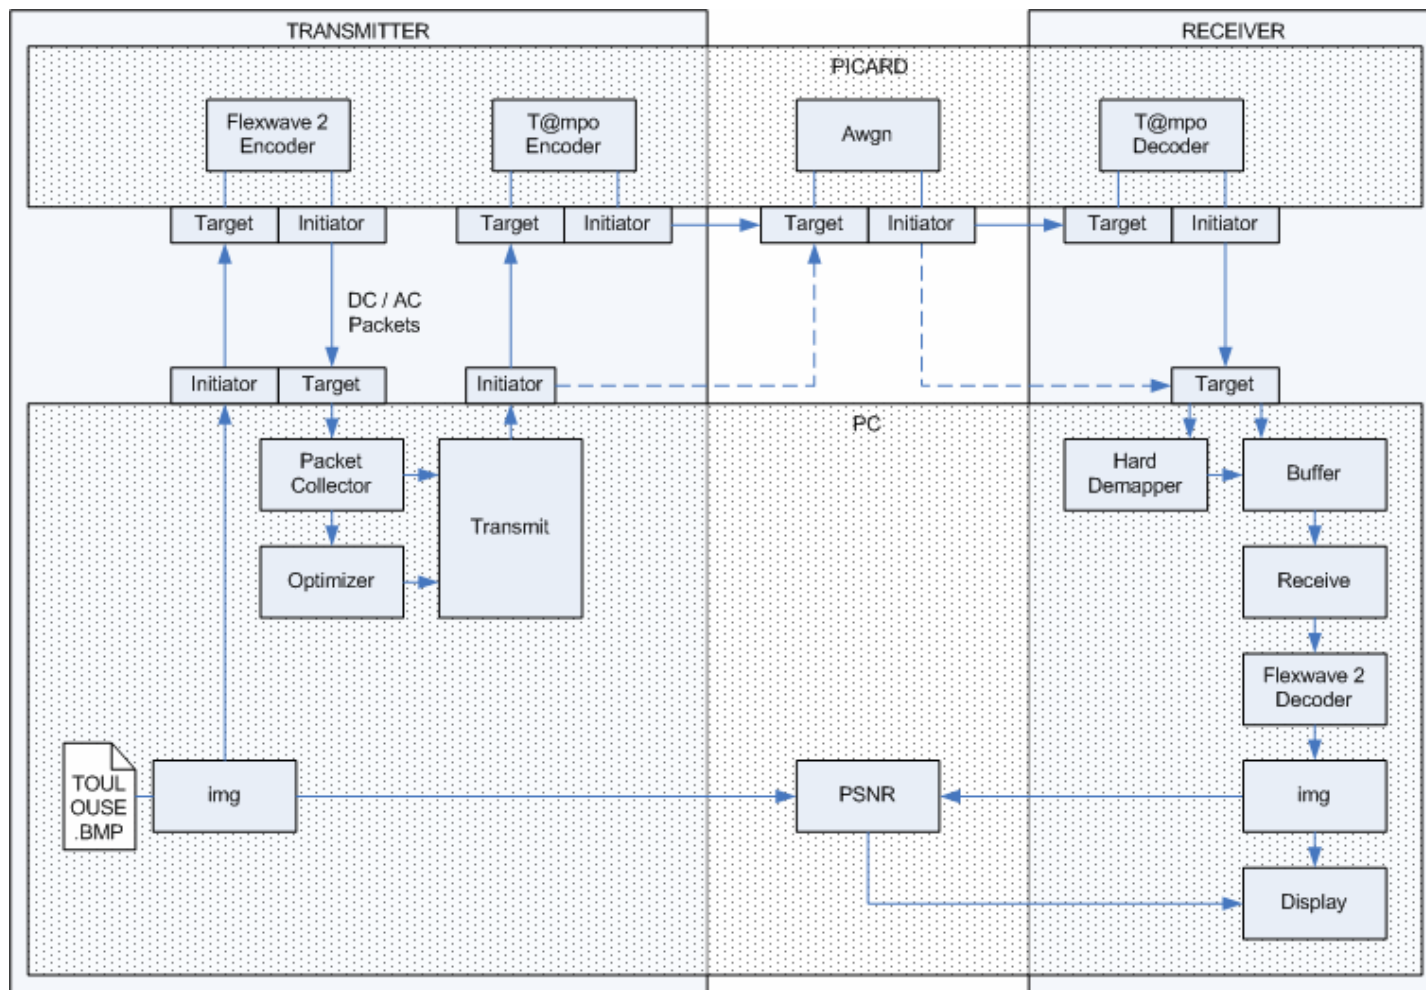 TRANSMITTER
RECEIVER
PICARD
Flexwave 2
Encoder
T@mpo
Encoder
Awgn
T@mpo
Decoder
Target
Initiator
Target
Initiator
Target
Initiator
Target
Initiator
DC / AC
Packets
Initiator
Target
Initiator
Target
PC
Packet
Collector
Transmit
Hard
Demapper
Buffer
Optimizer
Receive
Flexwave 2
Decoder
TOUL
OUSE
.BMP
img
PSNR
img
Display